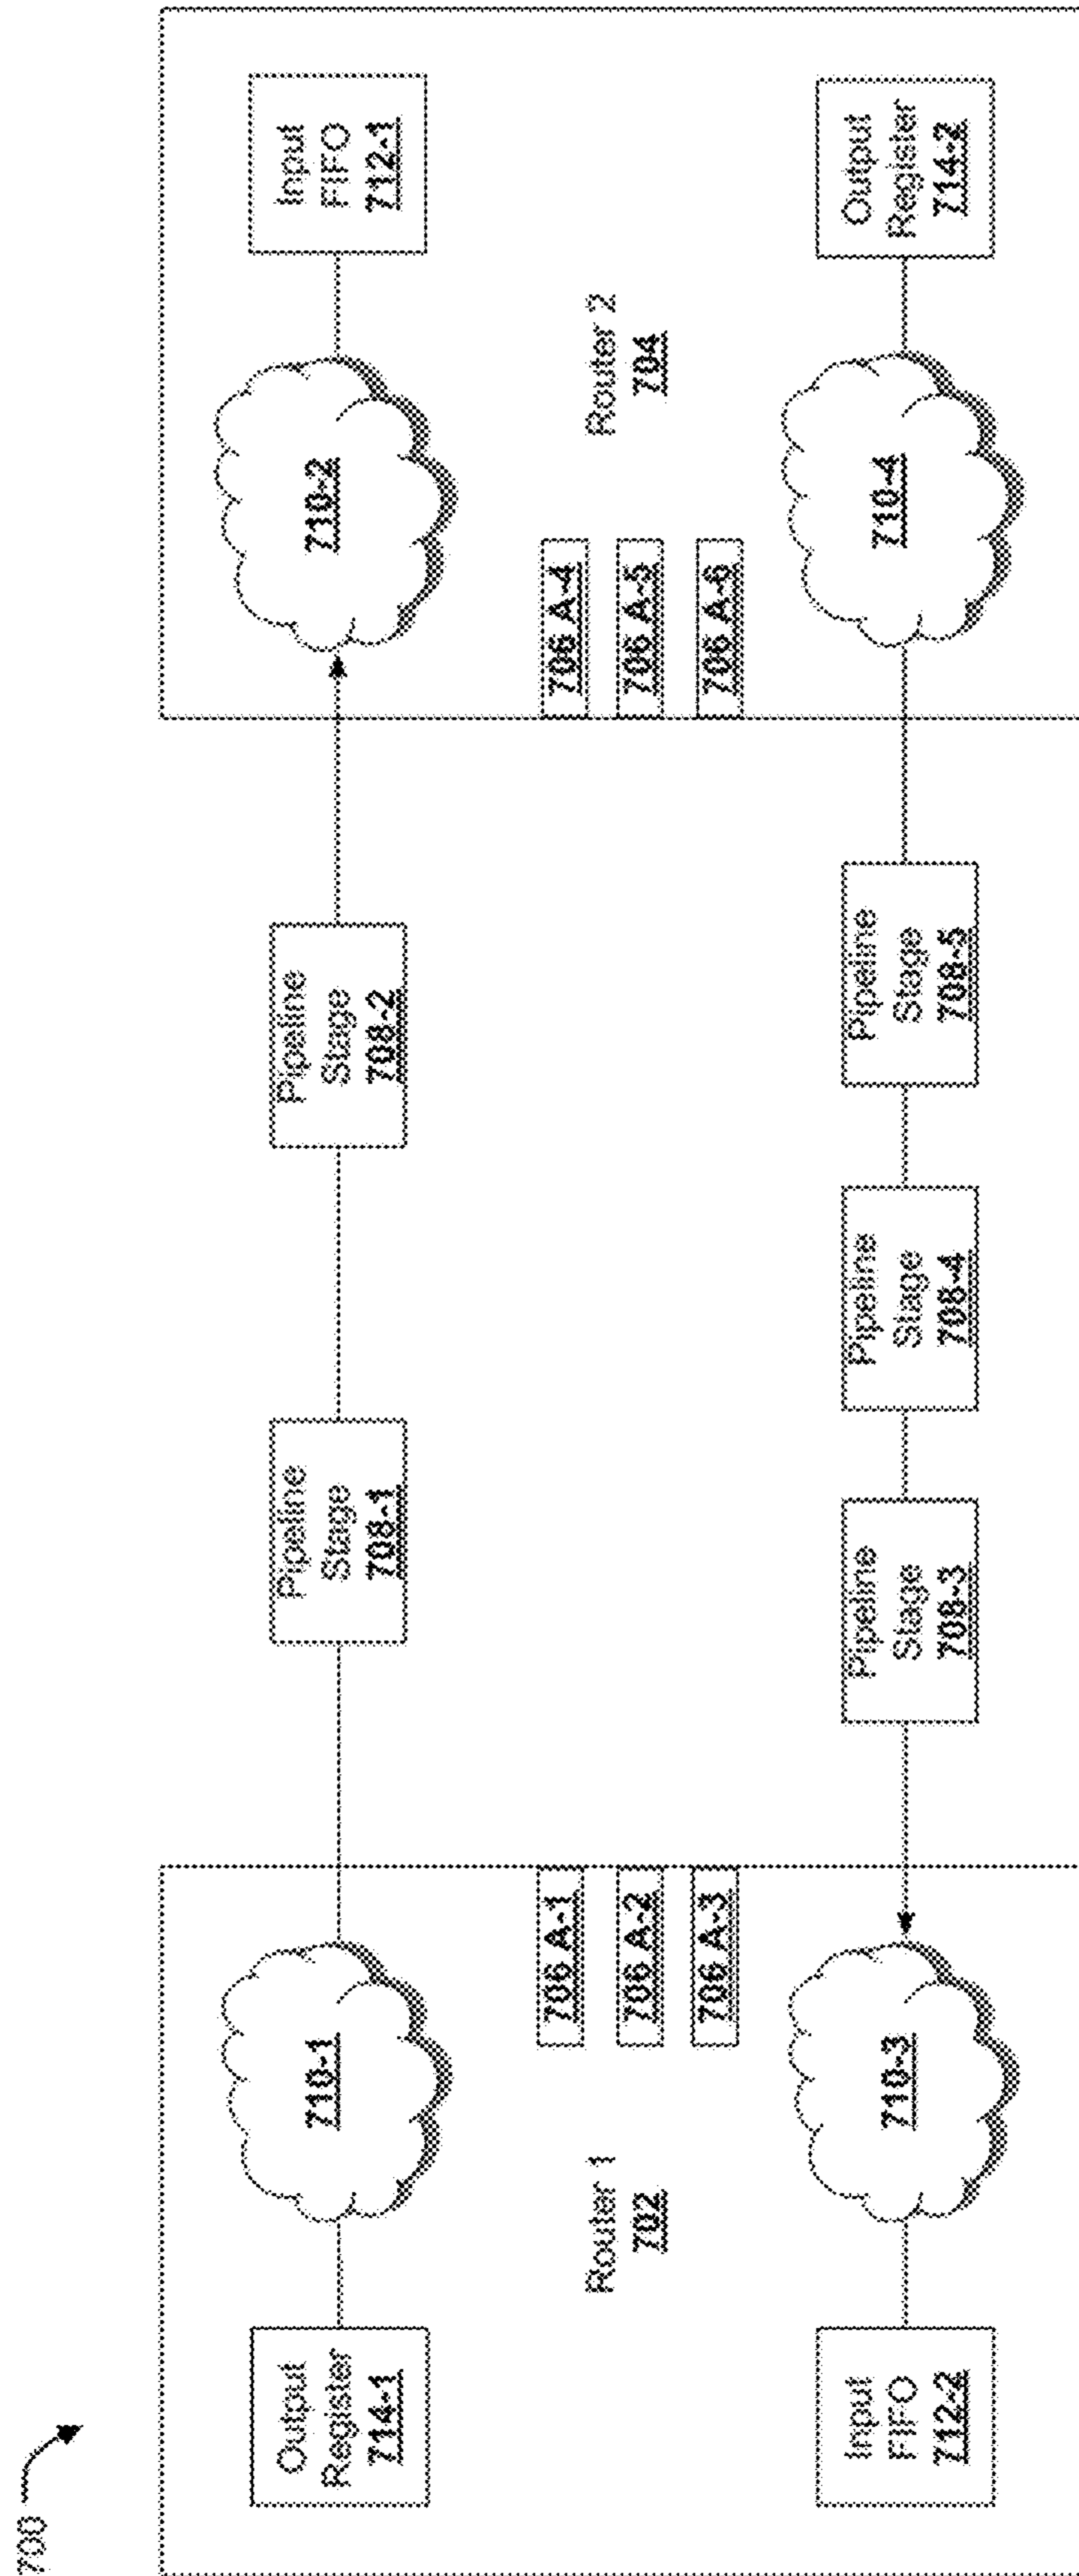 700
Output
Register
714-1
710-1
Pipeline
Stage
708-1
Pipeline
Stage
708-2
710-2
Input
FIFO
712-1
Router 1
702
706 A-1
706 A-2
706 A-3
706 A-4
706 A-5
706 A-6
Router 2
704
Input
FIFO
712-2
710-3
Pipeline
Stage
708-3
Pipeline
Stage
708-4
Pipeline
Stage
708-5
710-4
Output
Register
714-2